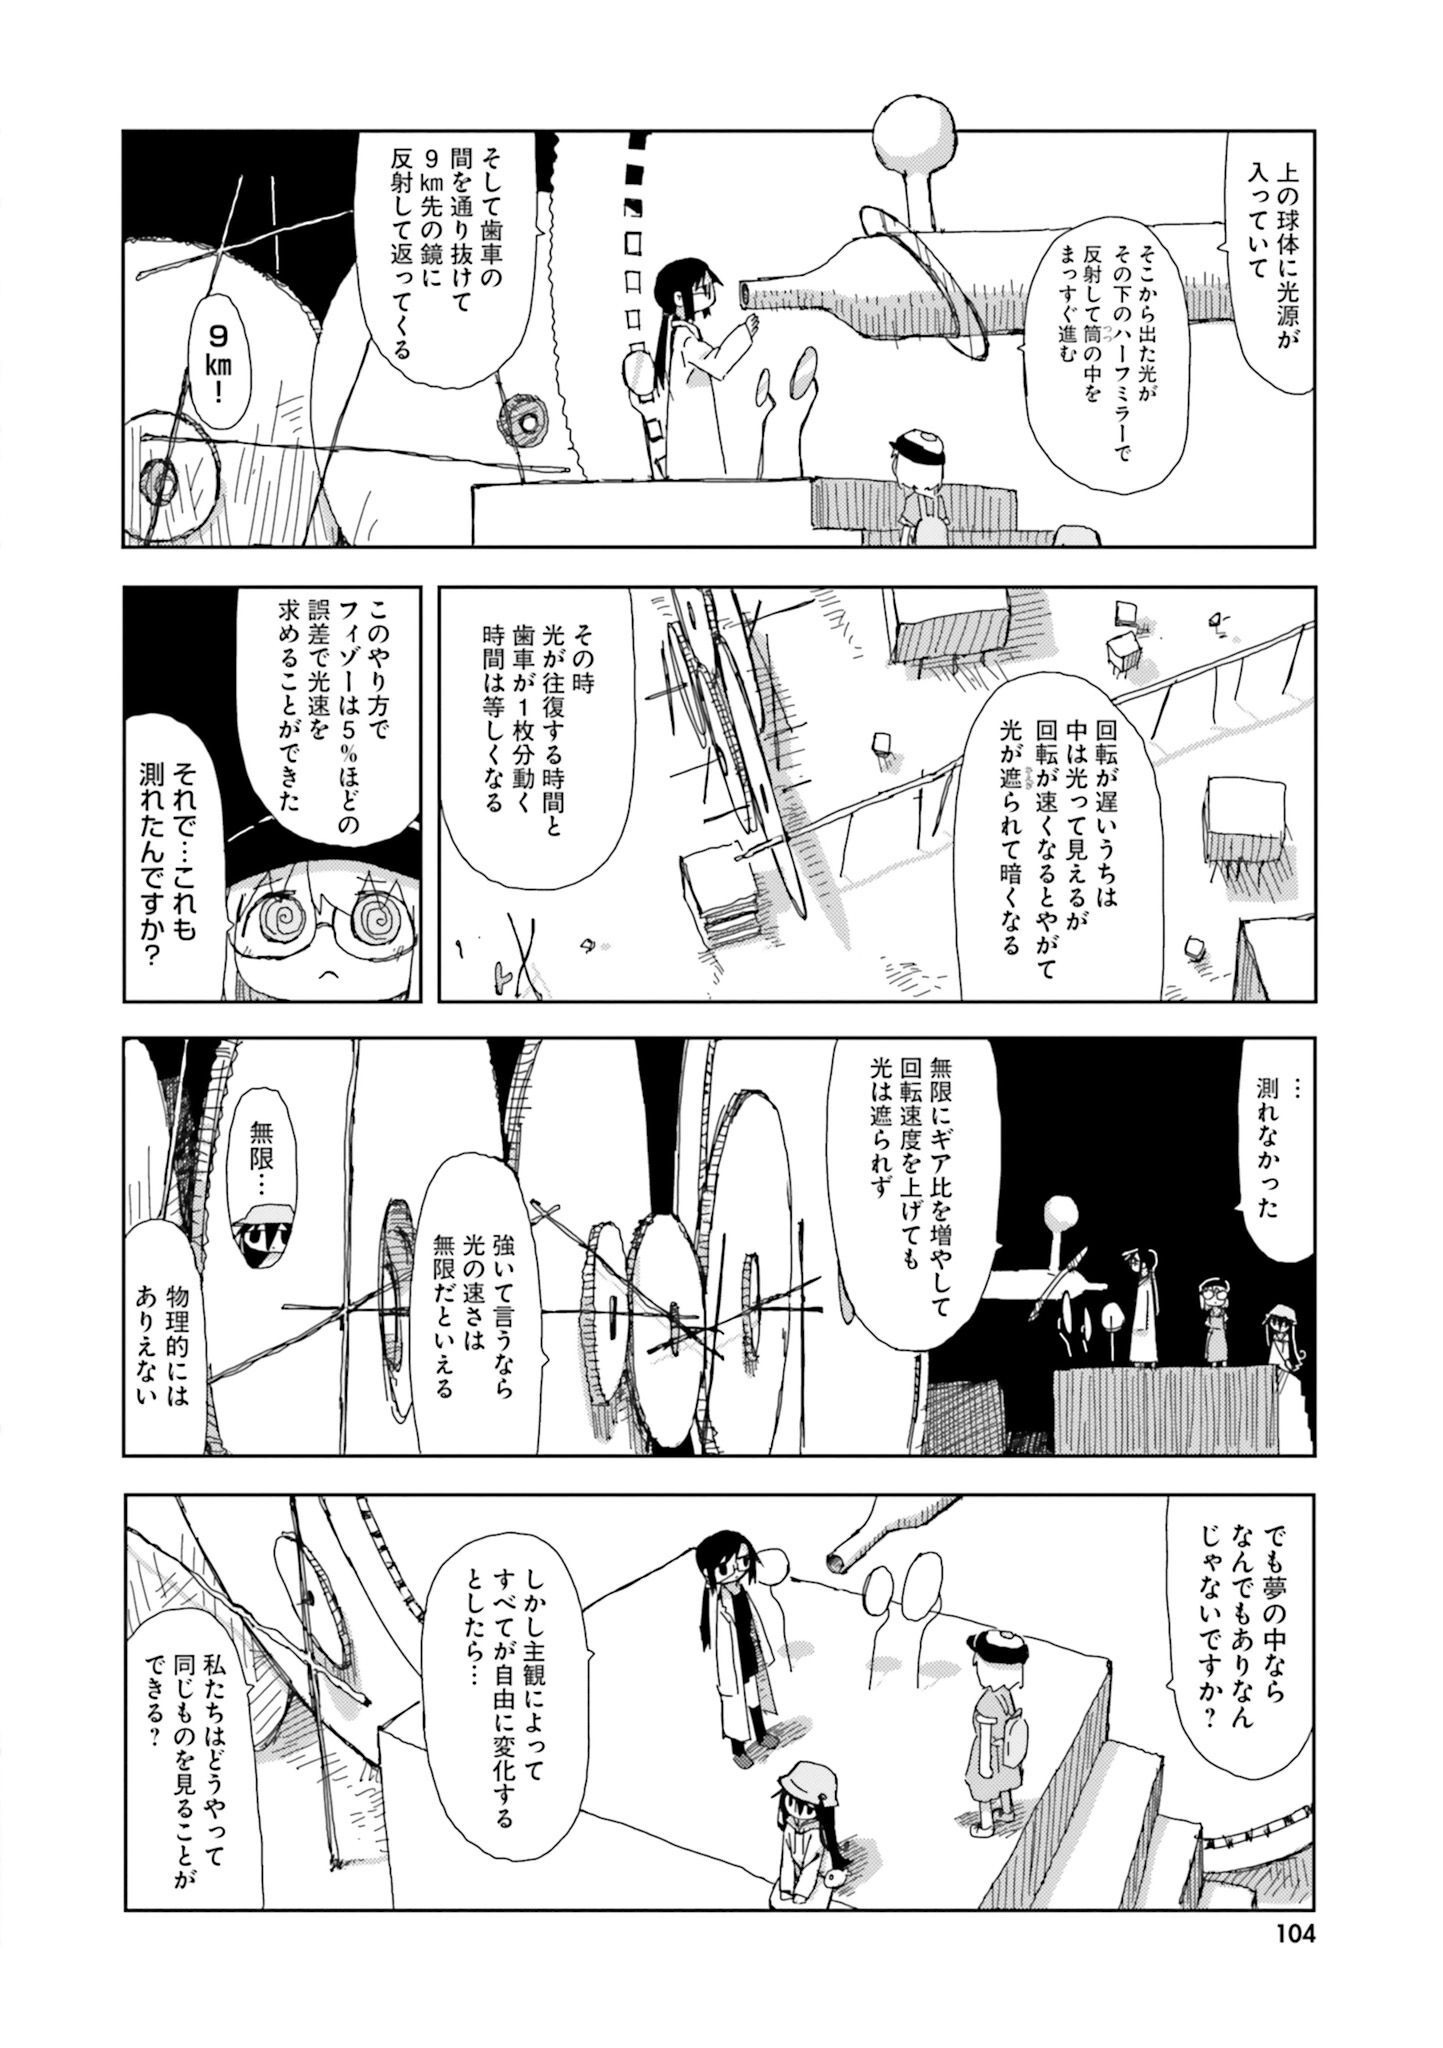 上の球体に光源が
入っていて
そこから出た光が
その下のハーフミラーで
反射して筒の中を
まっすぐ進む
そして歯車の
間を通り抜けて
9㎞先の鏡に
反射して返ってくる
9㎞!
回転が遅いうちは
中は光って見えるが
回転が速くなるとやがて
光が遮られて暗くなる
その時
光が往復する時間と
歯車が1枚分動く
時間は等しくなる
このやり方で
フィゾーは5%ほどの
誤差で光速を
求めることができた
それで…これも
測れたんですか?
…
測れなかった
無限にギア比を増やして
回転速度を上げても
光は遮られず
強いて言うなら
光の速さは
無限だといえる
無限…
物理的には
ありえない
でも夢の中なら
なんでもありなん
じゃないですか?
しかし主観によって
すべてが自由に変化する
としたら…
私たちはどうやって
同じものを見ることが
できる?
104